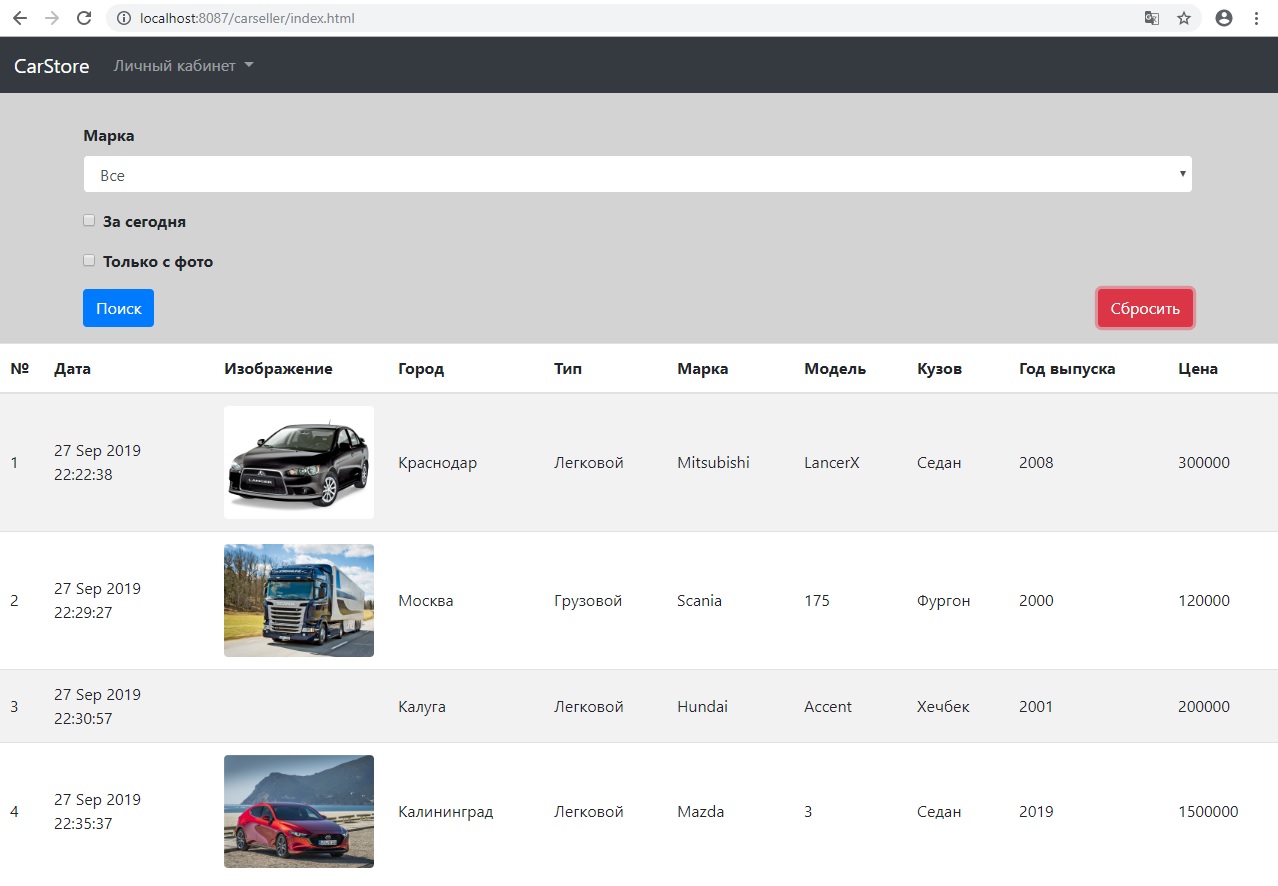 localhost:8087/carseller/index.html
CarStore Личный кабинет
Марка
Все
За сегодня
Только с фото
Поиск Сбросить
№ Дата Изображение Город Тип Марка Модель Кузов Год выпуска Цена
1 27 Sep 2019 22:22:38 LANCER Краснодар Легковой Mitsubishi LancerX Седан 2008 300000
2 27 Sep 2019 22:29:27 Москва Грузовой Scania 175 Фургон 2000 120000
3 27 Sep 2019 22:30:57 Калуга Легковой Hundai Accent Хечбек 2001 200000
4 27 Sep 2019 22:35:37 Калининград Легковой Mazda 3 Седан 2019 1500000